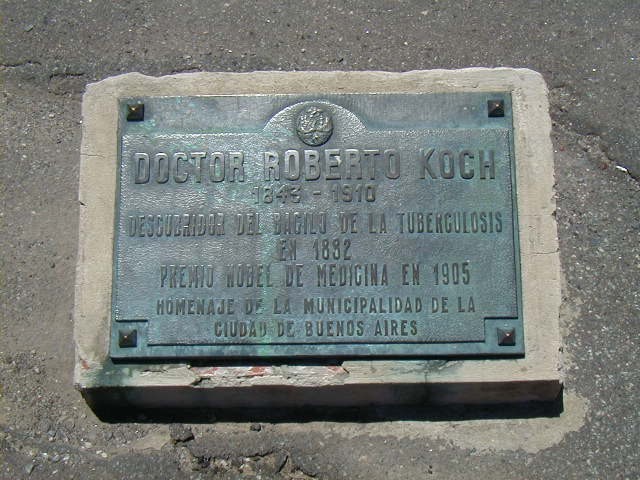 DOCTOR ROBERTO KOCH
1843 - 1910
DESCUBRIDOR DEL BACILO DE LA TUBERCULOSIS
EN 1882
PREMIO NOBEL DE MEDICINA EN 1905
HOMENAJE DE LA MUNICIPALIDAD DE LA
CIUDAD DE BUENOS AIRES